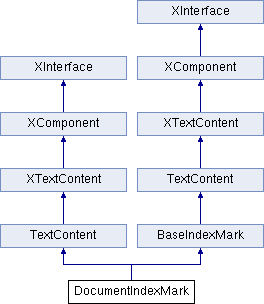 XInterface
XInterface XComponent
XComponent XTextContent
XTextContent TextContent
TextContent BaseIndexMark
DocumentIndexMark